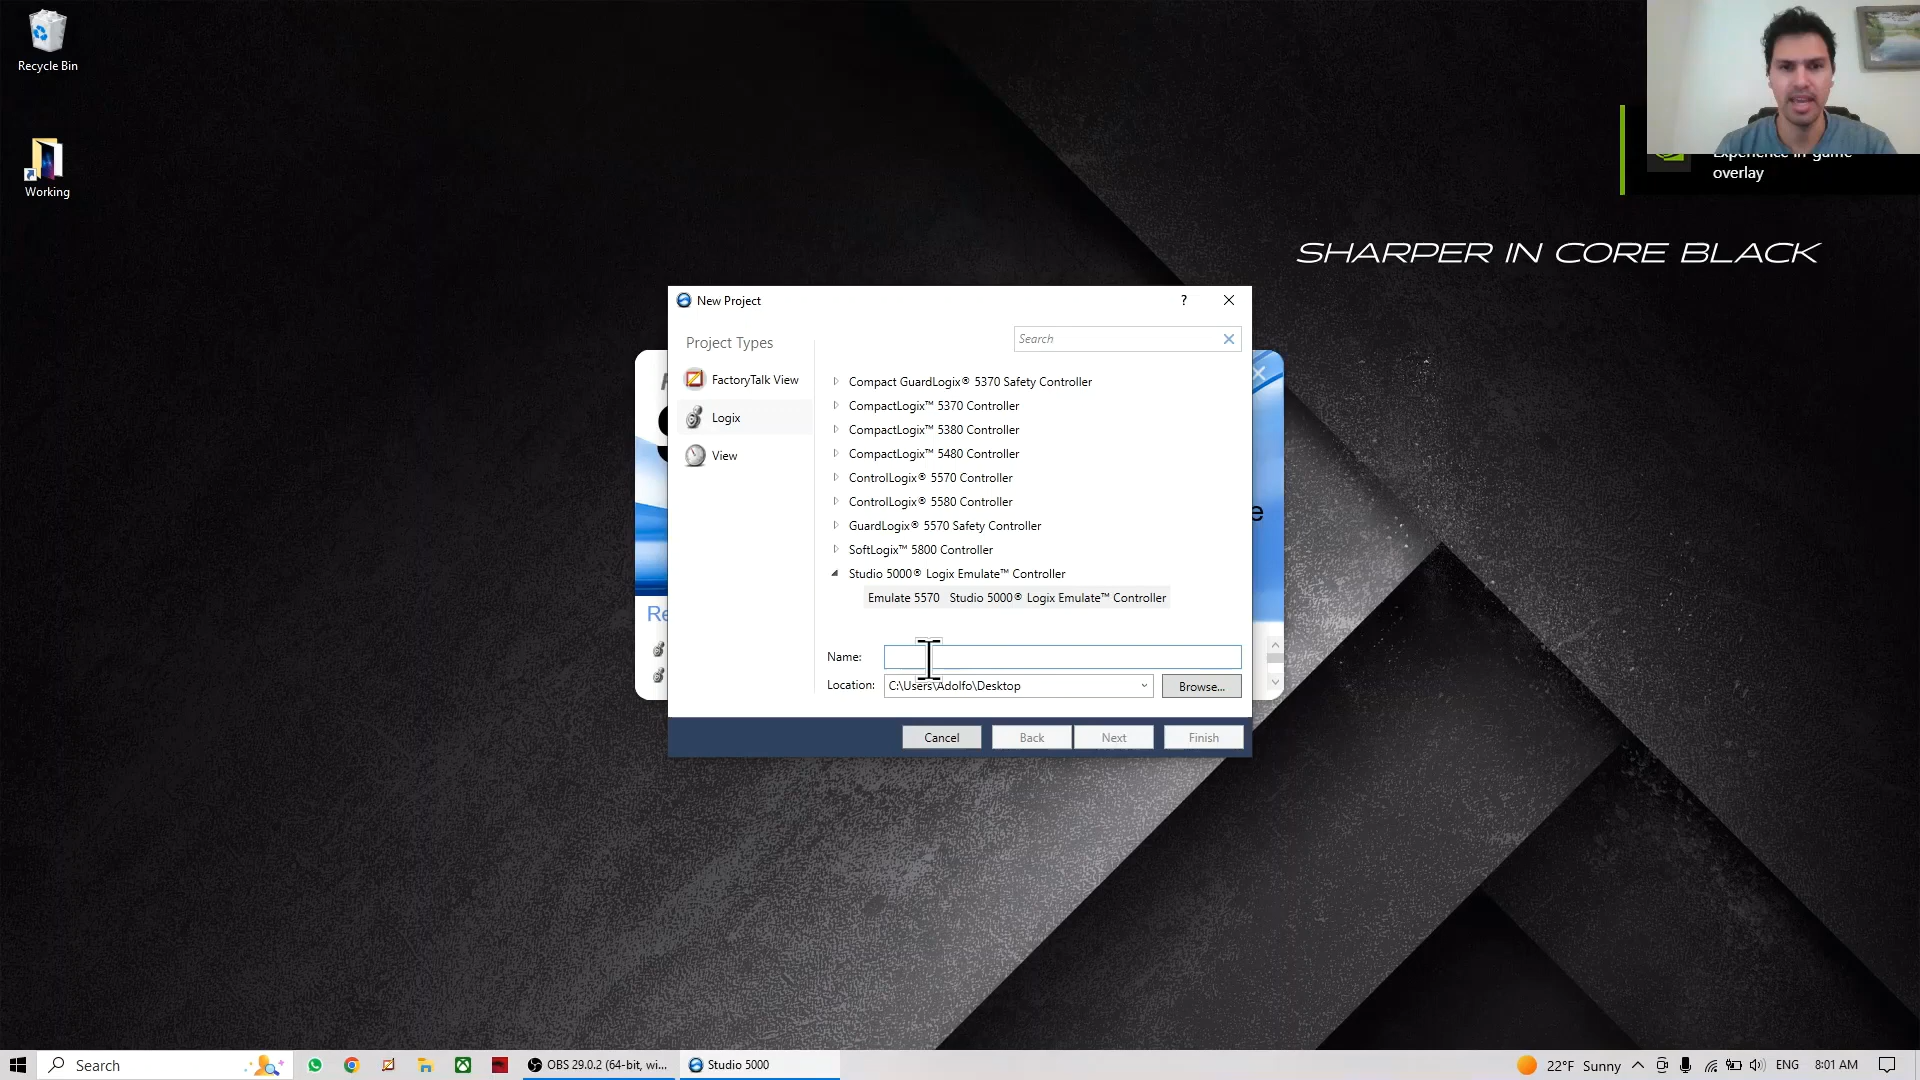 Recycle Bin
Working
Experience in-game
overlay
SHARPER IN CORE BLACK
New Project
?
Project Types
Search
FactoryTalk View
Logix
View
Compact GuardLogix® 5370 Safety Controller
CompactLogix™ 5370 Controller
CompactLogix™ 5380 Controller
CompactLogix™ 5480 Controller
ControlLogix® 5570 Controller
ControlLogix® 5580 Controller
GuardLogix® 5570 Safety Controller
SoftLogix™ 5800 Controller
Studio 5000® Logix Emulate™ Controller
Emulate 5570 Studio 5000® Logix Emulate™ Controller
Re
e
Name:
Location: C:\Users\Adolfo\Desktop Browse...
Cancel Back Next Finish
Search
OBS 29.0.2 (64-bit, wi...
Studio 5000
22°F Sunny
ENG
8:01 AM